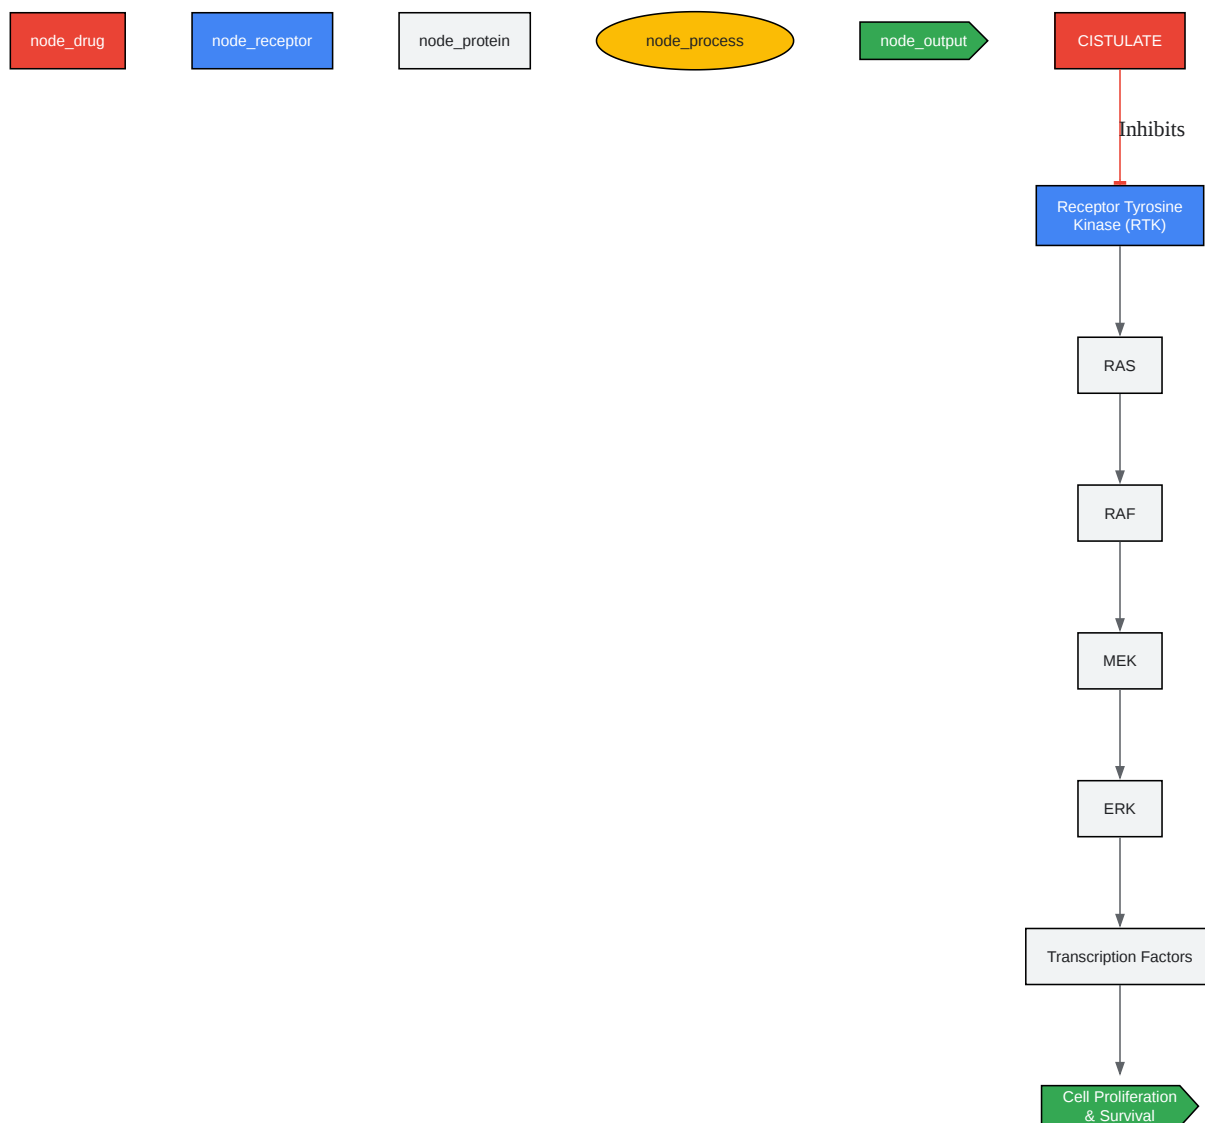 node_drug
node_receptor
node_protein
node_process
node_output
CISTULATE
Inhibits
Receptor Tyrosine
Kinase (RTK)
RAS
RAF
MEK
ERK
Transcription Factors
Cell Proliferation
& Survival